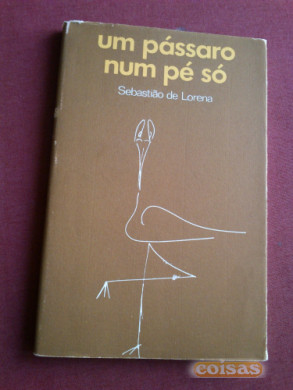 um pássaro
num pé só
Sebastião de Lorena
coisas